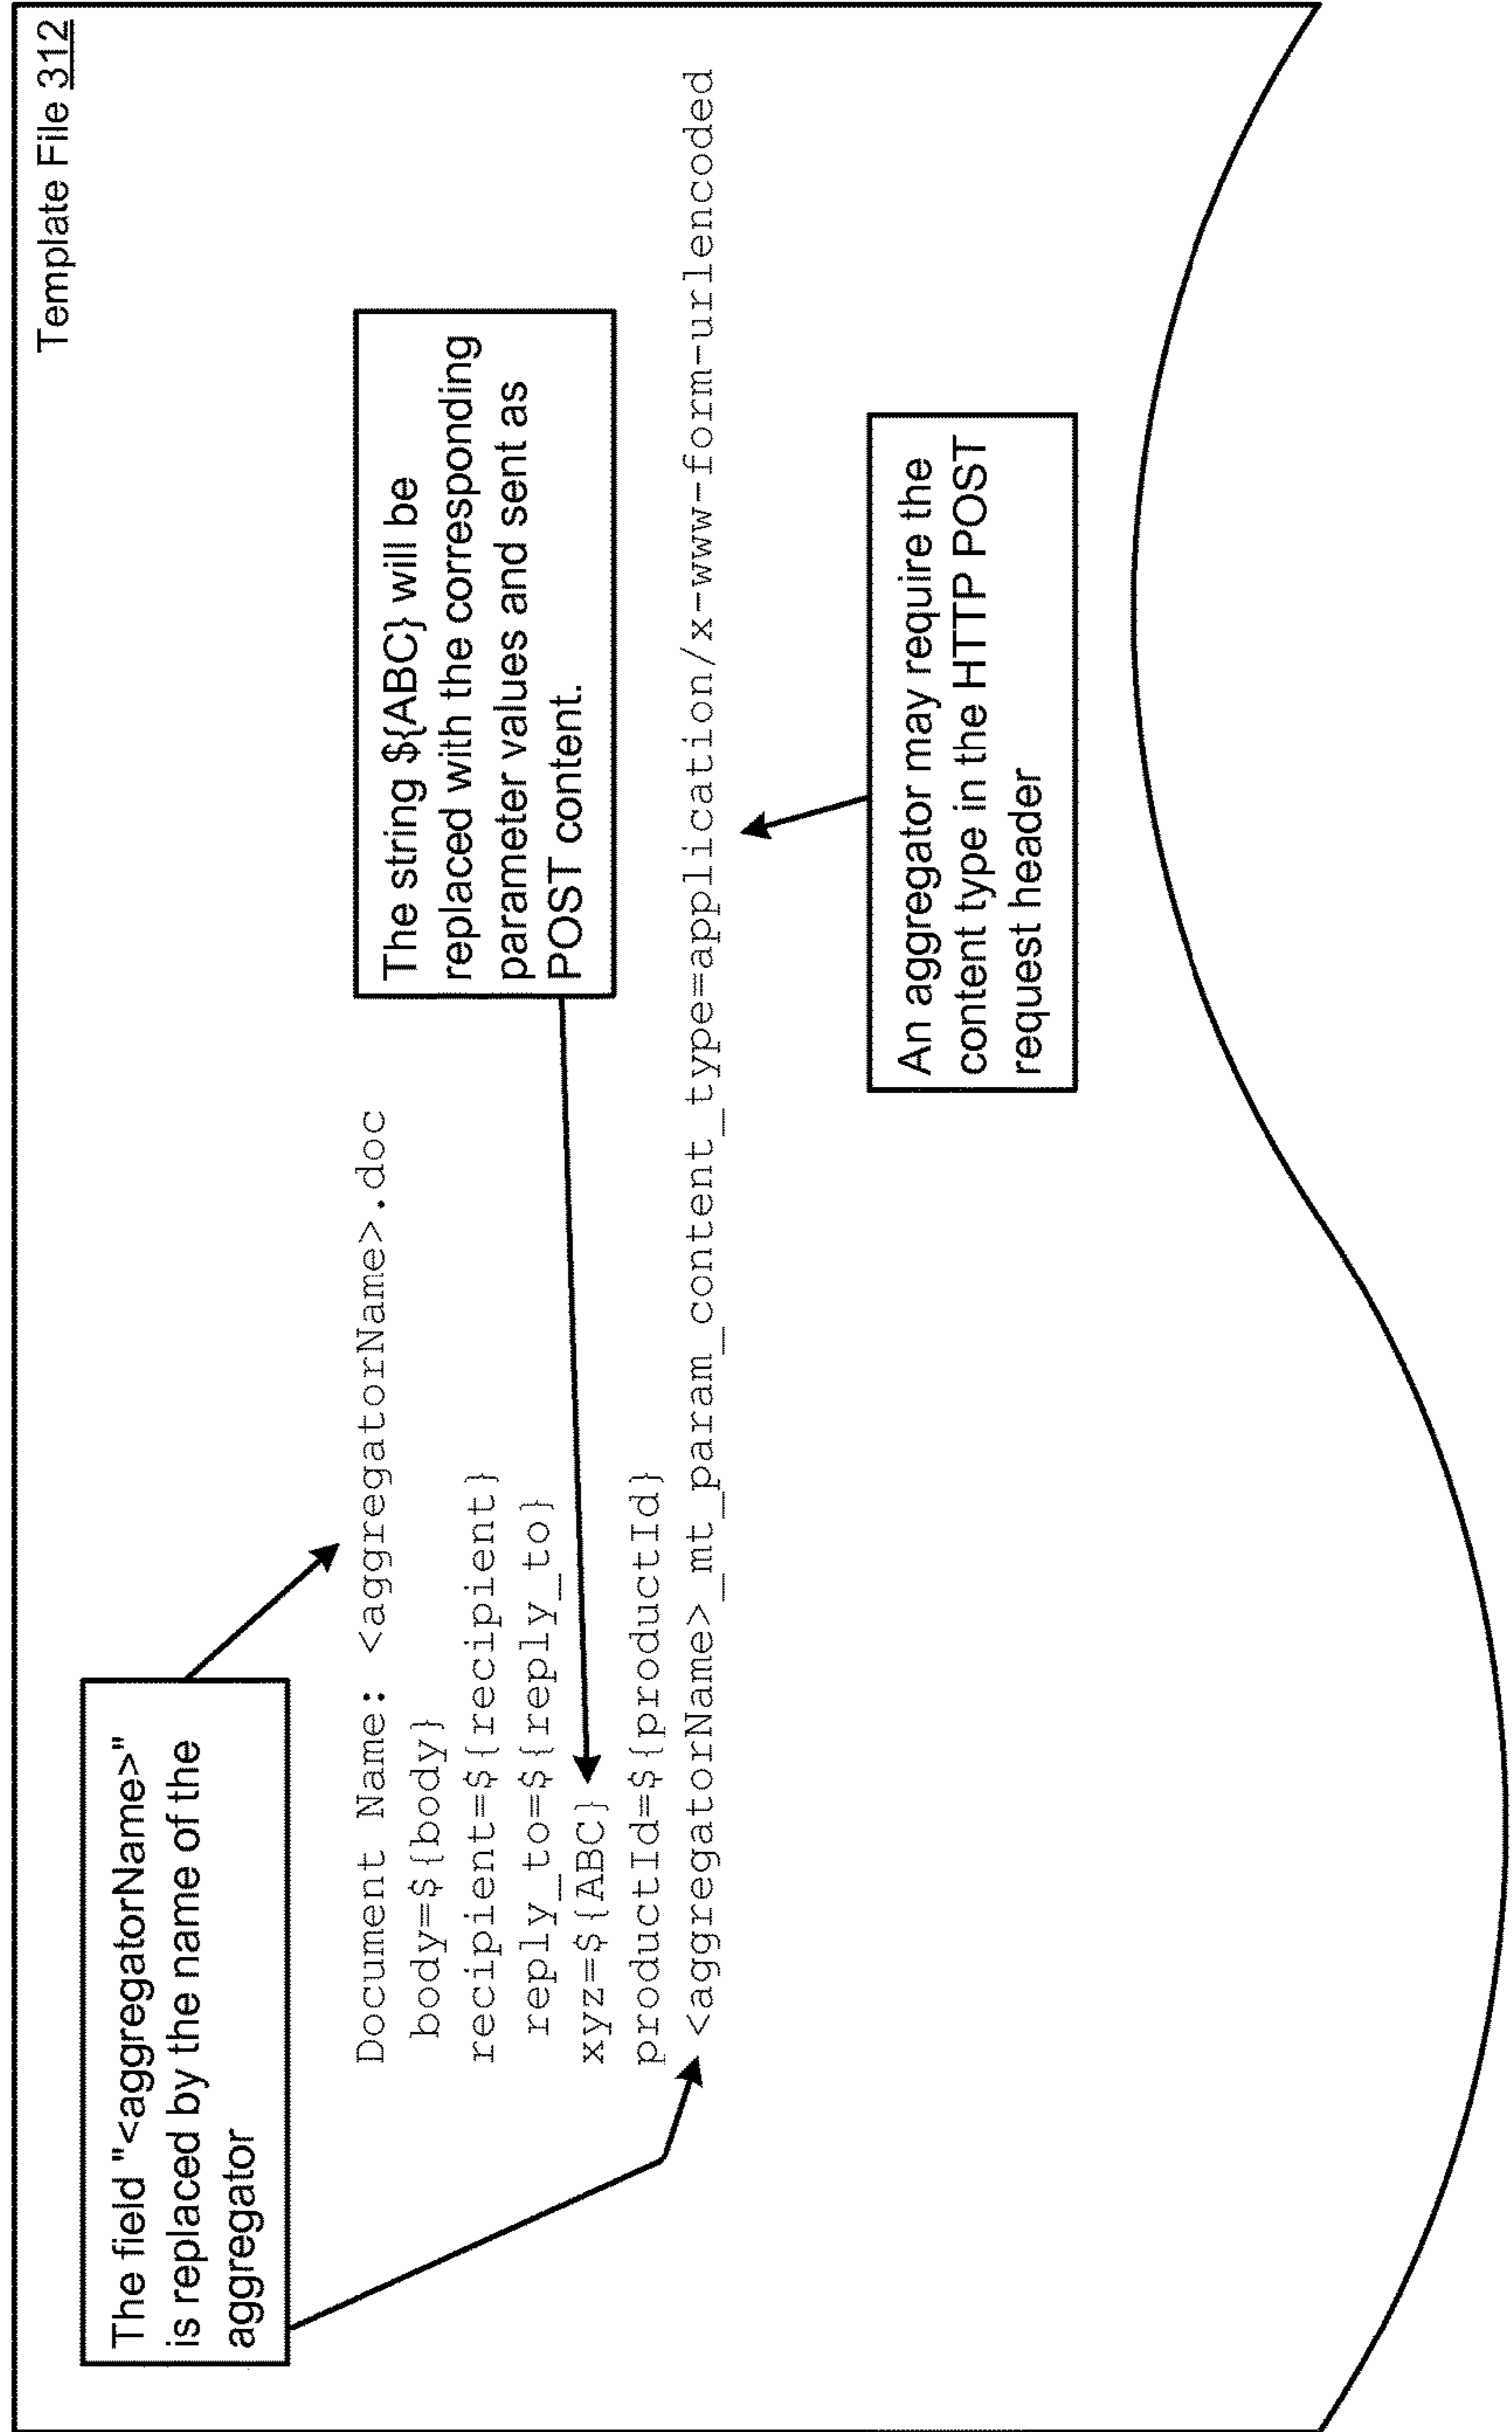 Template File 312
The field "<aggregatorName>"
is replaced by the name of the
aggregator
Document Name: <aggregatorName>.doc
body=${body}
recipient=${recipient}
reply_to=${reply_to}
xyz=${ABC}
productId=${productId}
<aggregatorName>_mt_param_content_type=application/x-www-form-urlencoded
The string ${ABC} will be
replaced with the corresponding
parameter values and sent as
POST content.
An aggregator may require the
content type in the HTTP POST
request header